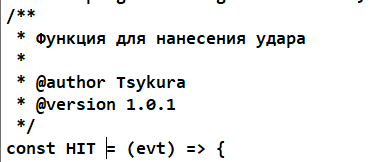 /**
 * Функция для нанесения удара
 *
 * @author Tsykura
 * @version 1.0.1
 */
const HIT = (evt) => {